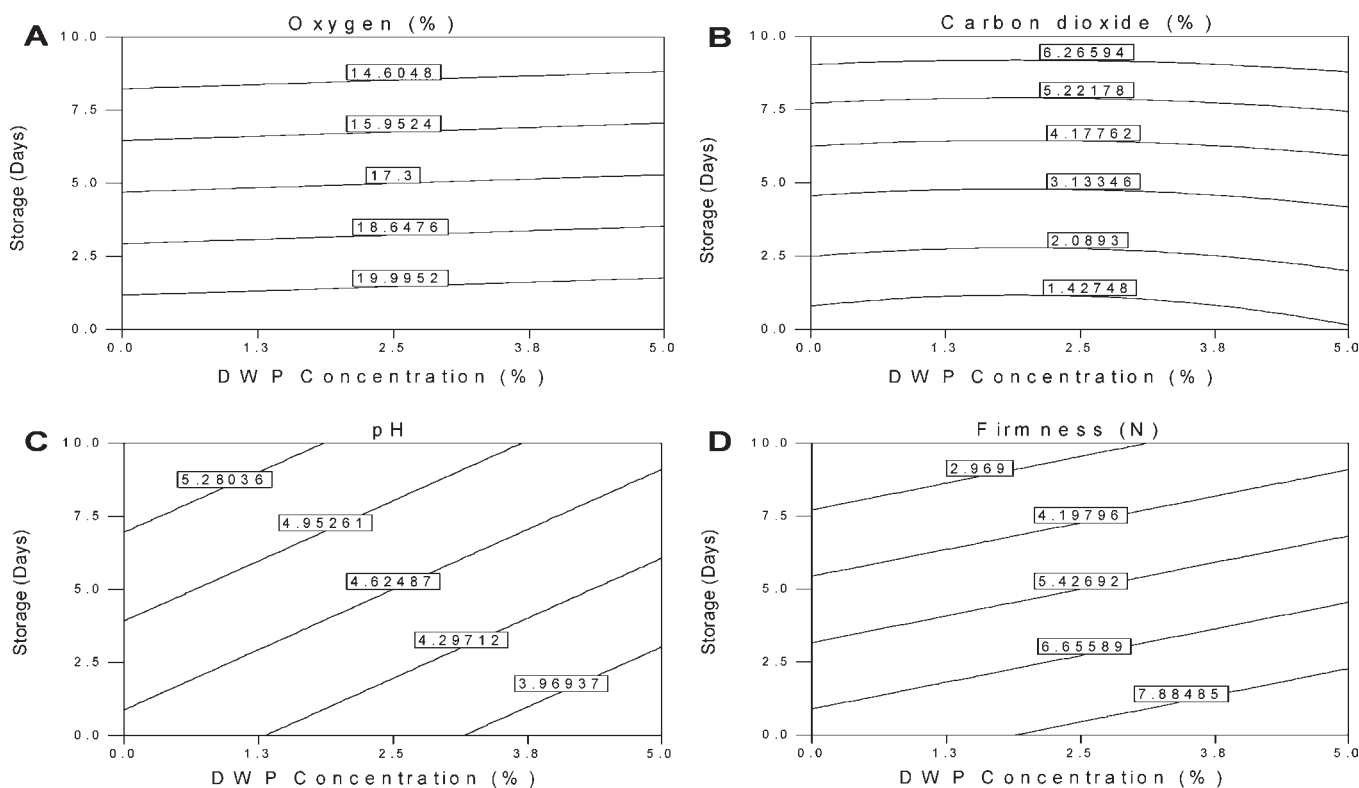 A
Oxygen (%)
10.0
7.5
5.0
2.5
0.0
Storage (Days)
14.6048
15.9524
17.3
18.6476
19.9952
0.0 1.3 2.5 3.8 5.0
DWP Concentration (%)
B
Carbon dioxide (%)
10.0
7.5
5.0
2.5
0.0
Storage (Days)
6.26594
5.22178
4.17762
3.13346
2.0893
1.42748
0.0 1.3 2.5 3.8 5.0
DWP Concentration (%)
C
pH
10.0
7.5
5.0
2.5
0.0
Storage (Days)
5.28036
4.95261
4.62487
4.29712
3.96937
0.0 1.3 2.5 3.8 5.0
DWP Concentration (%)
D
Firmness (N)
10.0
7.5
5.0
2.5
0.0
Storage (Days)
2.969
4.19796
5.42692
6.65589
7.88485
0.0 1.3 2.5 3.8 5.0
DWP Concentration (%)